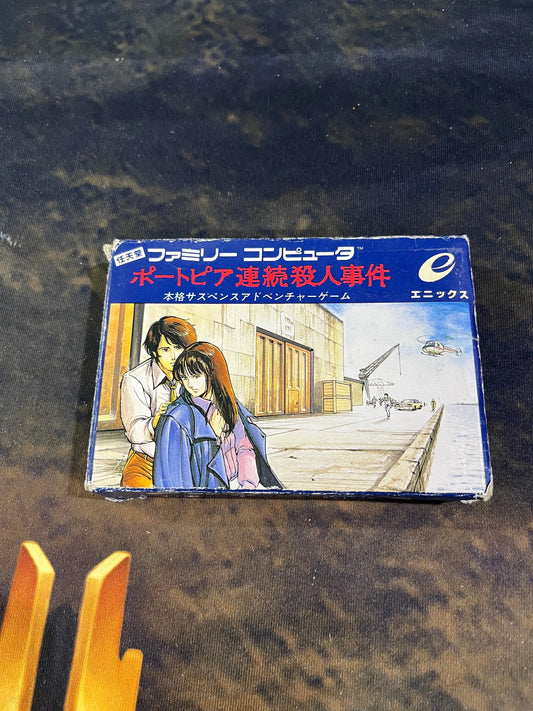 任天堂 ファミリー コンピュータ™
ポートピア連続殺人事件
本格サスペンスアドベンチャーゲーム
e
エニックス